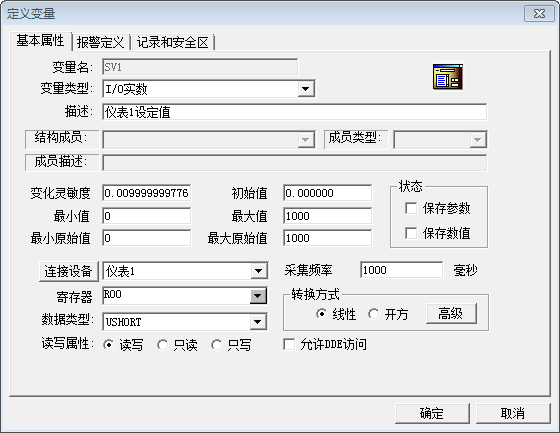 定义变量
基本属性 报警定义 记录和安全区
变量名: SV1
变量类型: I/O实数
描述: 仪表1设定值
结构成员: 成员类型:
成员描述:
变化灵敏度 0.009999999776 初始值 0.000000 状态
最小值 0 最大值 1000 保存参数
最小原始值 0 最大原始值 1000 保存数值
连接设备 仪表1 采集频率 1000 毫秒
寄存器 R00 转换方式
数据类型: USHORT 线性 开方 高级
读写属性: 读写 只读 只写 允许DDE访问
确定 取消